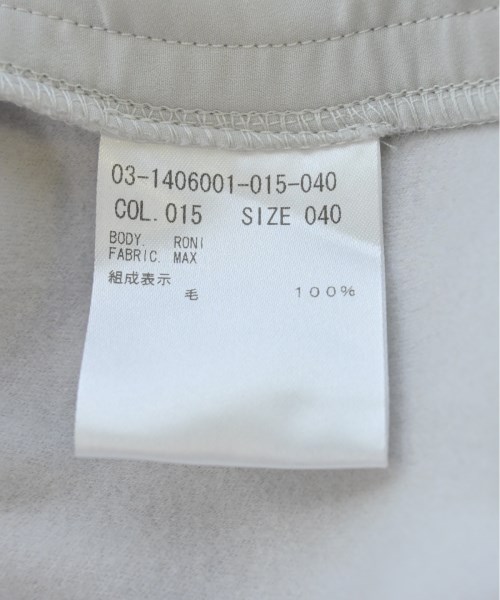 03-1406001-015-040
COL. 015 SIZE 040
BODY. RONI
FABRIC. MAX
組成表示
毛 100%